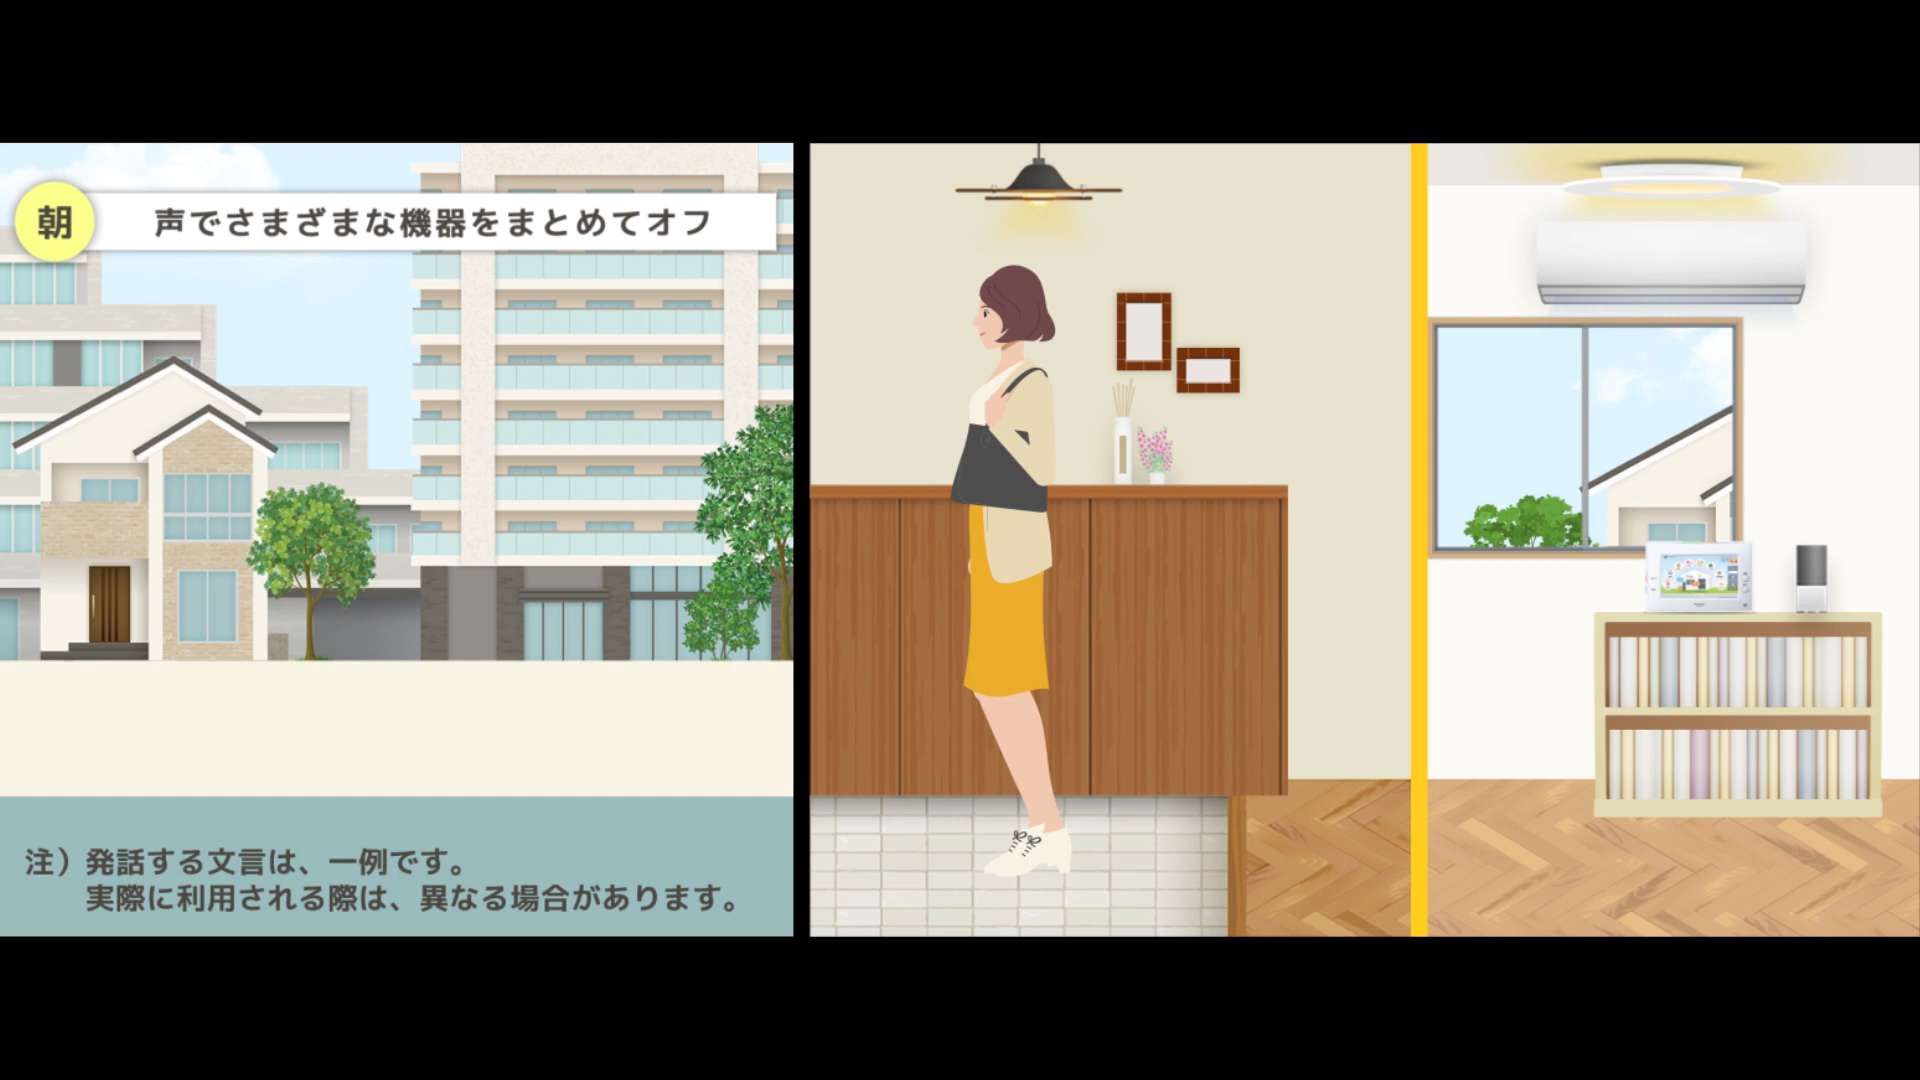 朝
声でさまざまな機器をまとめてオフ
注）発話する文言は、一例です。
実際に利用される際は、異なる場合があります。